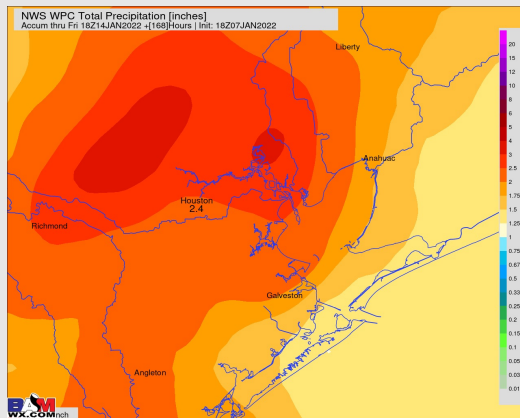 NWS WPC Total Precipitation [inches]
Accum thru Fri 18Z14JAN2022 +[168]Hours | Init: 18Z07JAN2022
Liberty
Anahuac
Houston
2.4
Richmond
Galveston
Angleton
20
15
12
10
8
6
5
4
3
2.5
2
1.75
1.5
1.25
1
0.75
0.67
0.5
0.33
0.25
0.2
0.15
0.1
0.05
0.03
0.01
BAM
WX.COM
nch